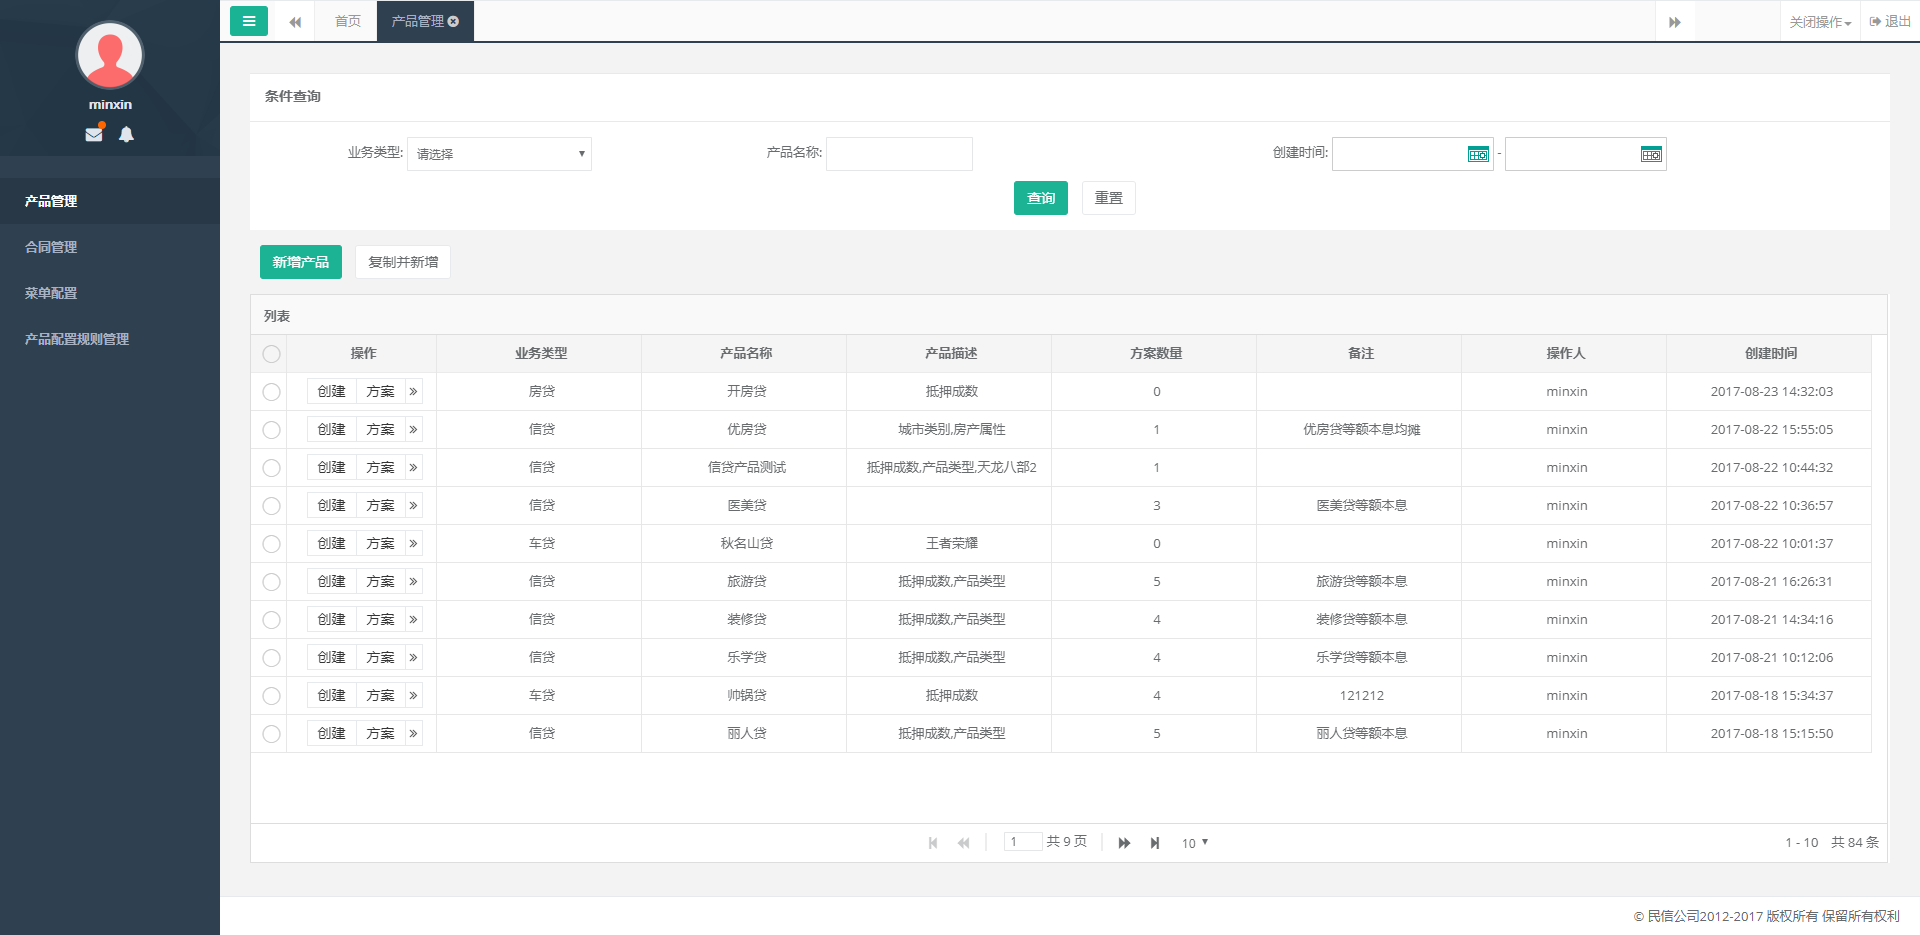 首页 产品管理 关闭操作 退出
minxin
产品管理
合同管理
菜单配置
产品配置规则管理
条件查询
业务类型: 请选择 产品名称: 创建时间: -
查询 重置
新增产品 复制并新增
列表
操作 业务类型 产品名称 产品描述 方案数量 备注 操作人 创建时间
创建 方案 » 房贷 开房贷 抵押成数 0 minxin 2017-08-23 14:32:03
创建 方案 » 信贷 优房贷 城市类别,房产属性 1 优房贷等额本息均摊 minxin 2017-08-22 15:55:05
创建 方案 » 信贷 信贷产品测试 抵押成数,产品类型,天龙八部2 1 minxin 2017-08-22 10:44:32
创建 方案 » 信贷 医美贷 3 医美贷等额本息 minxin 2017-08-22 10:36:57
创建 方案 » 车贷 秋名山贷 王者荣耀 0 minxin 2017-08-22 10:01:37
创建 方案 » 信贷 旅游贷 抵押成数,产品类型 5 旅游贷等额本息 minxin 2017-08-21 16:26:31
创建 方案 » 信贷 装修贷 抵押成数,产品类型 4 装修贷等额本息 minxin 2017-08-21 14:34:16
创建 方案 » 信贷 乐学贷 抵押成数,产品类型 4 乐学贷等额本息 minxin 2017-08-21 10:12:06
创建 方案 » 车贷 帅锅贷 抵押成数 4 121212 minxin 2017-08-18 15:34:37
创建 方案 » 信贷 丽人贷 抵押成数,产品类型 5 丽人贷等额本息 minxin 2017-08-18 15:15:50
1 共 9 页 10 1 - 10 共 84 条
© 民信公司2012-2017 版权所有 保留所有权利